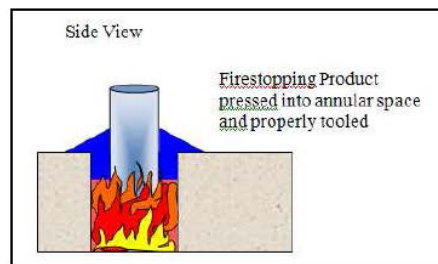 Side View
Firestopping Product
pressed into annular space
and properly tooled